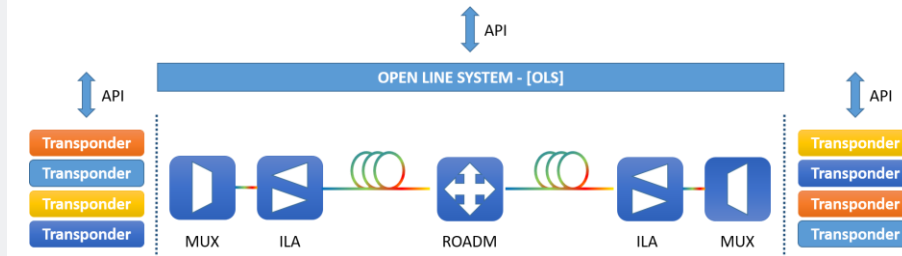 API
OPEN LINE SYSTEM - [OLS]
API
API
Transponder
Transponder
Transponder
Transponder
MUX
ILA
ROADM
ILA
MUX
Transponder
Transponder
Transponder
Transponder